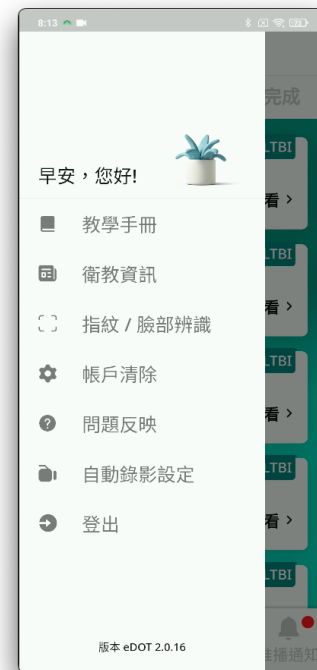 8:13
完成
LTBI
早安，您好!
看
教學手冊
LTBI
衛教資訊
看
指紋 / 臉部辨識
LTBI
帳戶清除
看
問題反映
LTBI
自動錄影設定
看
登出
LTBI
版本 eDOT 2.0.16
推播通知